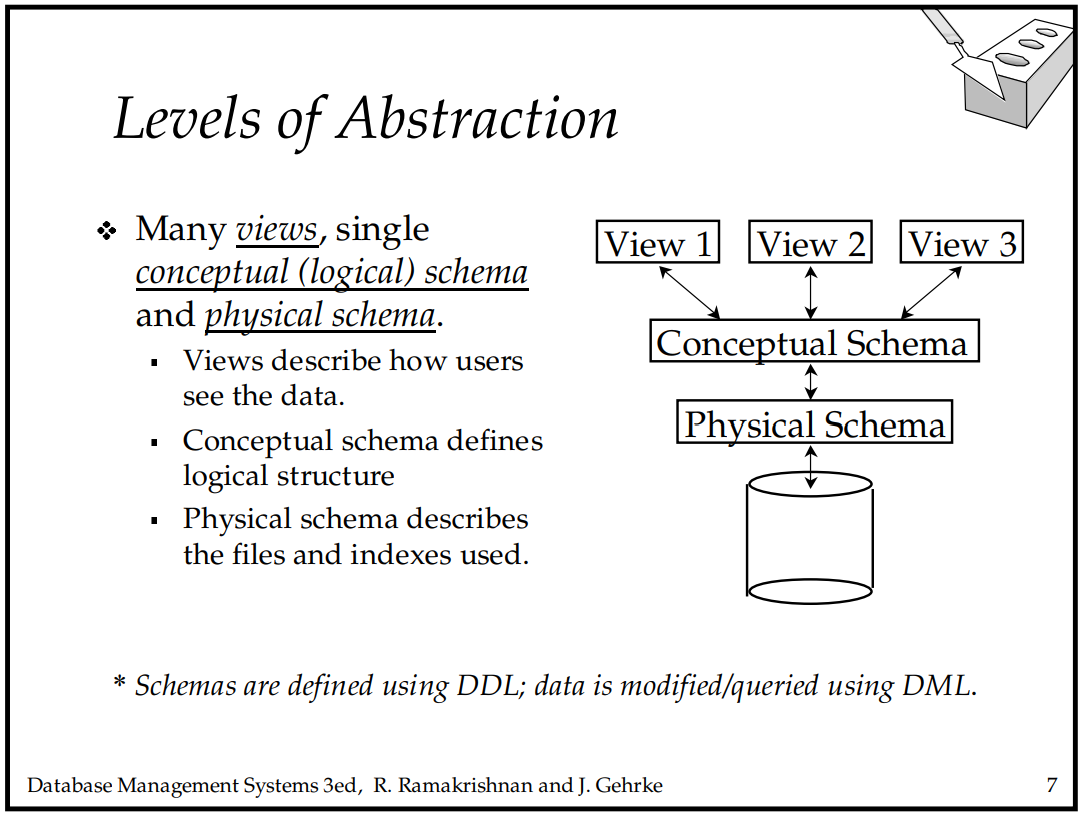 Levels of Abstraction
❖ Many views, single
conceptual (logical) schema
and physical schema.
▪ Views describe how users
see the data.
▪ Conceptual schema defines
logical structure
▪ Physical schema describes
the files and indexes used.
View 1 View 2 View 3
Conceptual Schema
Physical Schema
* Schemas are defined using DDL; data is modified/queried using DML.
Database Management Systems 3ed, R. Ramakrishnan and J. Gehrke 7